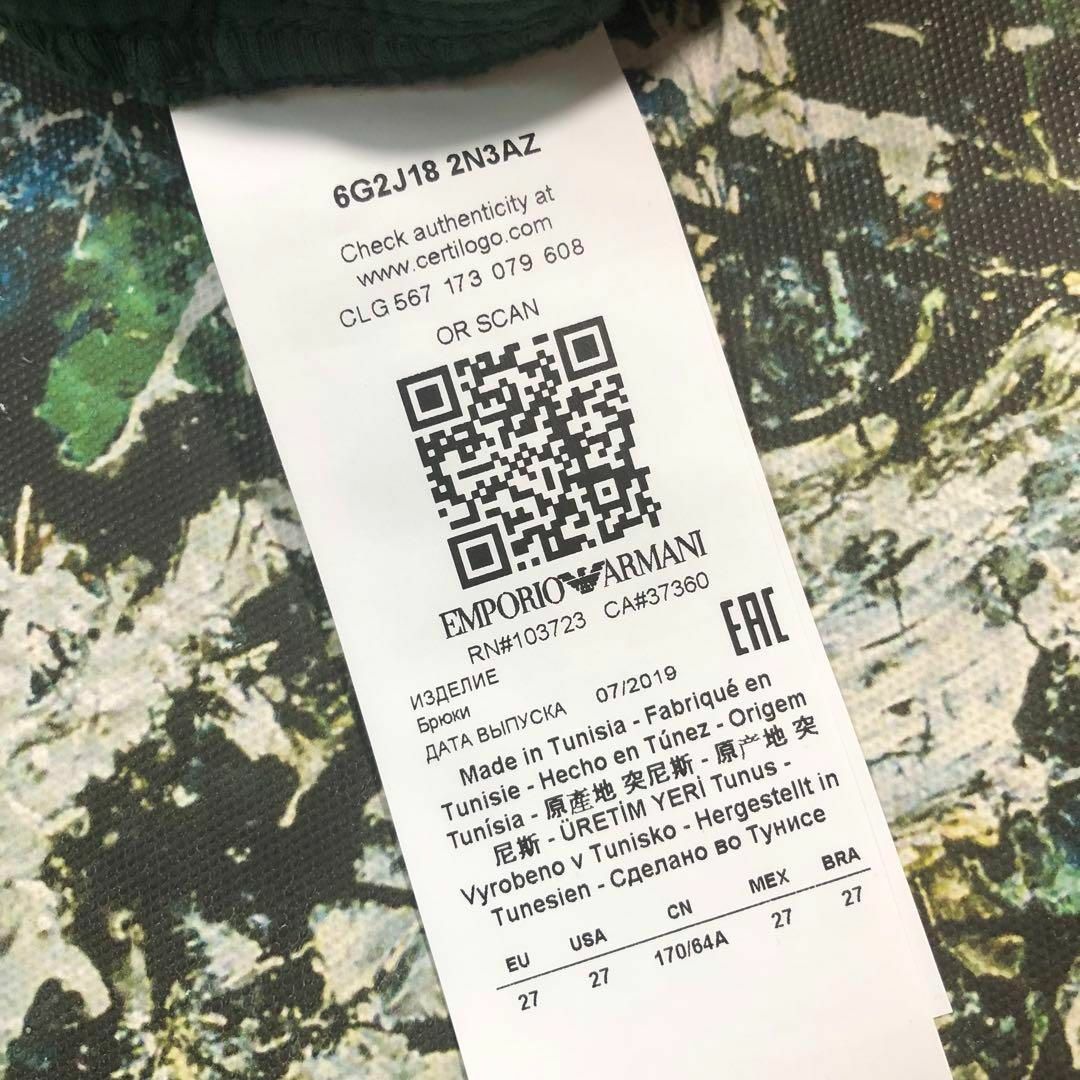 6G2J18 2N3AZ
Check authenticity at
www.certilogo.com
CLG 567 173 079 608
OR SCAN
EMPORIO ARMANI
RN#103723 CA#37360
EAC
ИЗДЕЛИЕ
Брюки
ДАТА ВЫПУСКА 07/2019
Made in Tunisia - Fabriqué en
Tunisie - Hecho en Túnez - Origem
Tunísia - 原產地 突尼斯 - 原产地 突
尼斯 - ÜRETİM YERİ Tunus -
Vyrobeno v Tunisko - Hergestellt in
Tunesien - Сделано во Тунисе
EU USA CN MEX BRA
27 27 170/64A 27 27